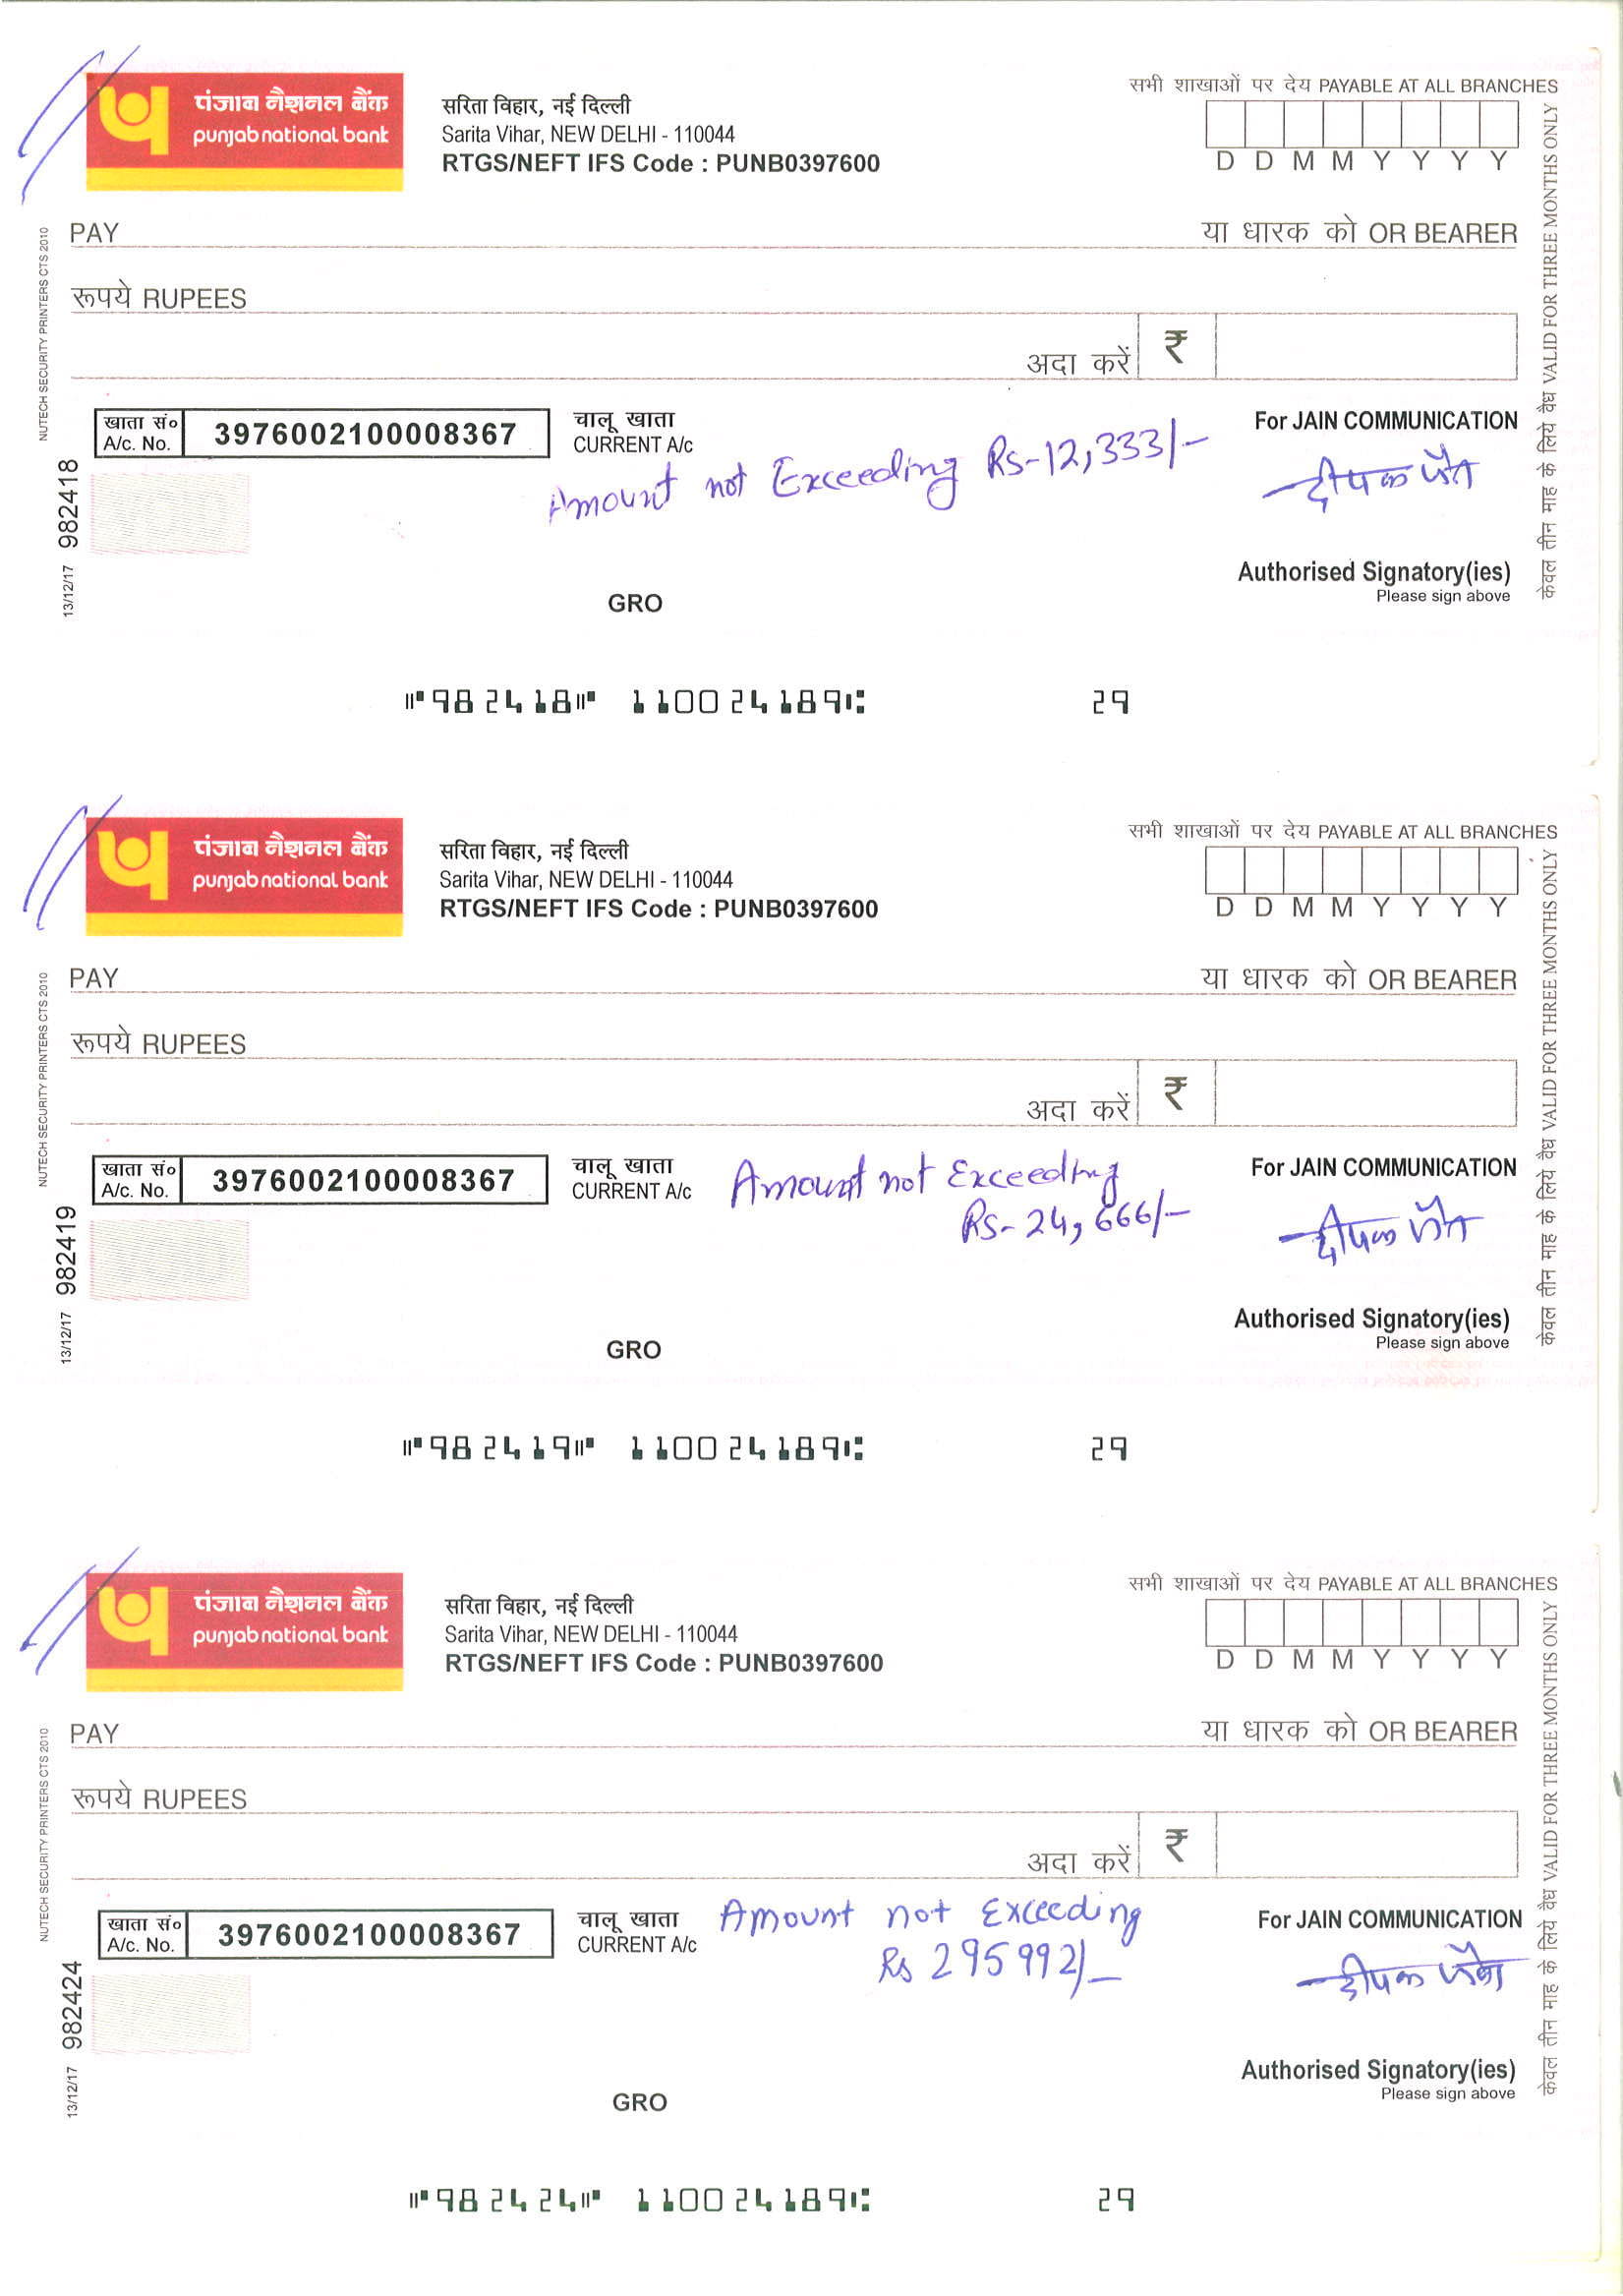 पंजाब नैशनल बैंक
punjab national bank
सरिता विहार, नई दिल्ली
Sarita Vihar, NEW DELHI - 110044
RTGS/NEFT IFS Code : PUNB0397600
सभी शाखाओं पर देय PAYABLE AT ALL BRANCHES
D D M M Y Y Y Y
PAY
या धारक को OR BEARER
रूपये RUPEES
अदा करें ₹
खाता सं०
A/c. No.
3976002100008367
चालू खाता
CURRENT A/c
Amount not Exceeding Rs-12,333/-
For JAIN COMMUNICATION
दीपक जैन
Authorised Signatory(ies)
Please sign above
GRO
NUTECH SECURITY PRINTERS CTS 2010
13/12/17 982418
केवल तीन माह के लिये वैध VALID FOR THREE MONTHS ONLY
⑈982418⑈ 110024189⑆ 29
पंजाब नैशनल बैंक
punjab national bank
सरिता विहार, नई दिल्ली
Sarita Vihar, NEW DELHI - 110044
RTGS/NEFT IFS Code : PUNB0397600
सभी शाखाओं पर देय PAYABLE AT ALL BRANCHES
D D M M Y Y Y Y
PAY
या धारक को OR BEARER
रूपये RUPEES
अदा करें ₹
खाता सं०
A/c. No.
3976002100008367
चालू खाता
CURRENT A/c
Amount not Exceeding
Rs- 24,666/-
For JAIN COMMUNICATION
दीपक जैन
Authorised Signatory(ies)
Please sign above
GRO
NUTECH SECURITY PRINTERS CTS 2010
13/12/17 982419
केवल तीन माह के लिये वैध VALID FOR THREE MONTHS ONLY
⑈982419⑈ 110024189⑆ 29
पंजाब नैशनल बैंक
punjab national bank
सरिता विहार, नई दिल्ली
Sarita Vihar, NEW DELHI - 110044
RTGS/NEFT IFS Code : PUNB0397600
सभी शाखाओं पर देय PAYABLE AT ALL BRANCHES
D D M M Y Y Y Y
PAY
या धारक को OR BEARER
रूपये RUPEES
अदा करें ₹
खाता सं०
A/c. No.
3976002100008367
चालू खाता
CURRENT A/c
Amount not Exceeding
Rs 295992/-
For JAIN COMMUNICATION
दीपक जैन
Authorised Signatory(ies)
Please sign above
GRO
NUTECH SECURITY PRINTERS CTS 2010
13/12/17 982424
केवल तीन माह के लिये वैध VALID FOR THREE MONTHS ONLY
⑈982424⑈ 110024189⑆ 29